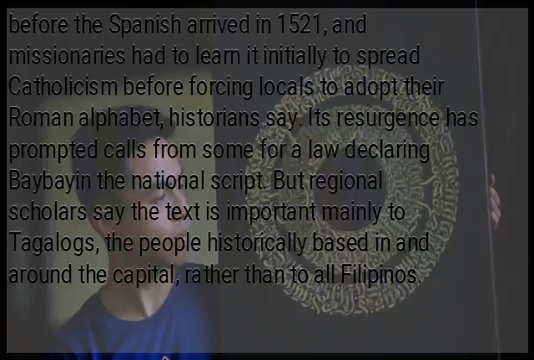 before the Spanish arrived in 1521, and
missionaries had to learn it initially to spread
Catholicism before forcing locals to adopt their
Roman alphabet, historians say. Its resurgence has
prompted calls from some for a law declaring
Baybayin the national script. But regional
scholars say the text is important mainly to
Tagalogs, the people historically based in and
around the capital, rather than to all Filipinos.